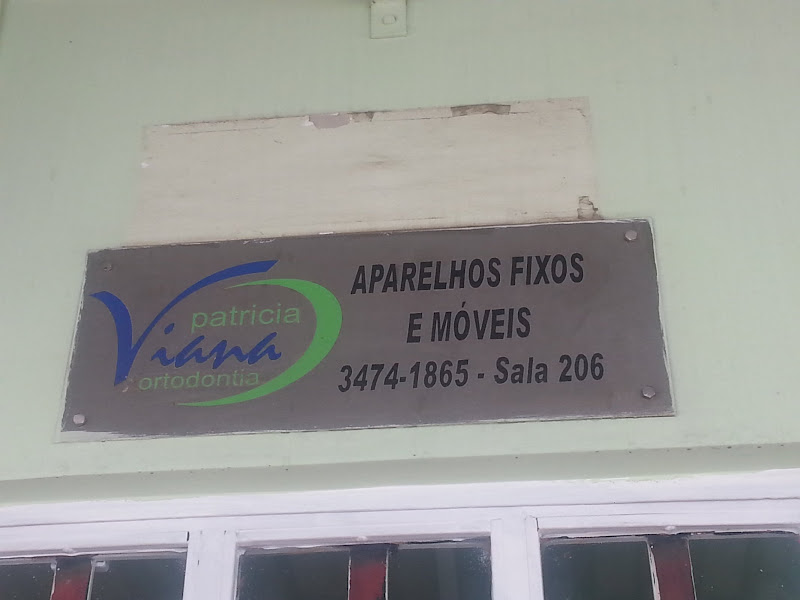 patricia
Viana
ortodontia
APARELHOS FIXOS
E MÓVEIS
3474-1865 - Sala 206